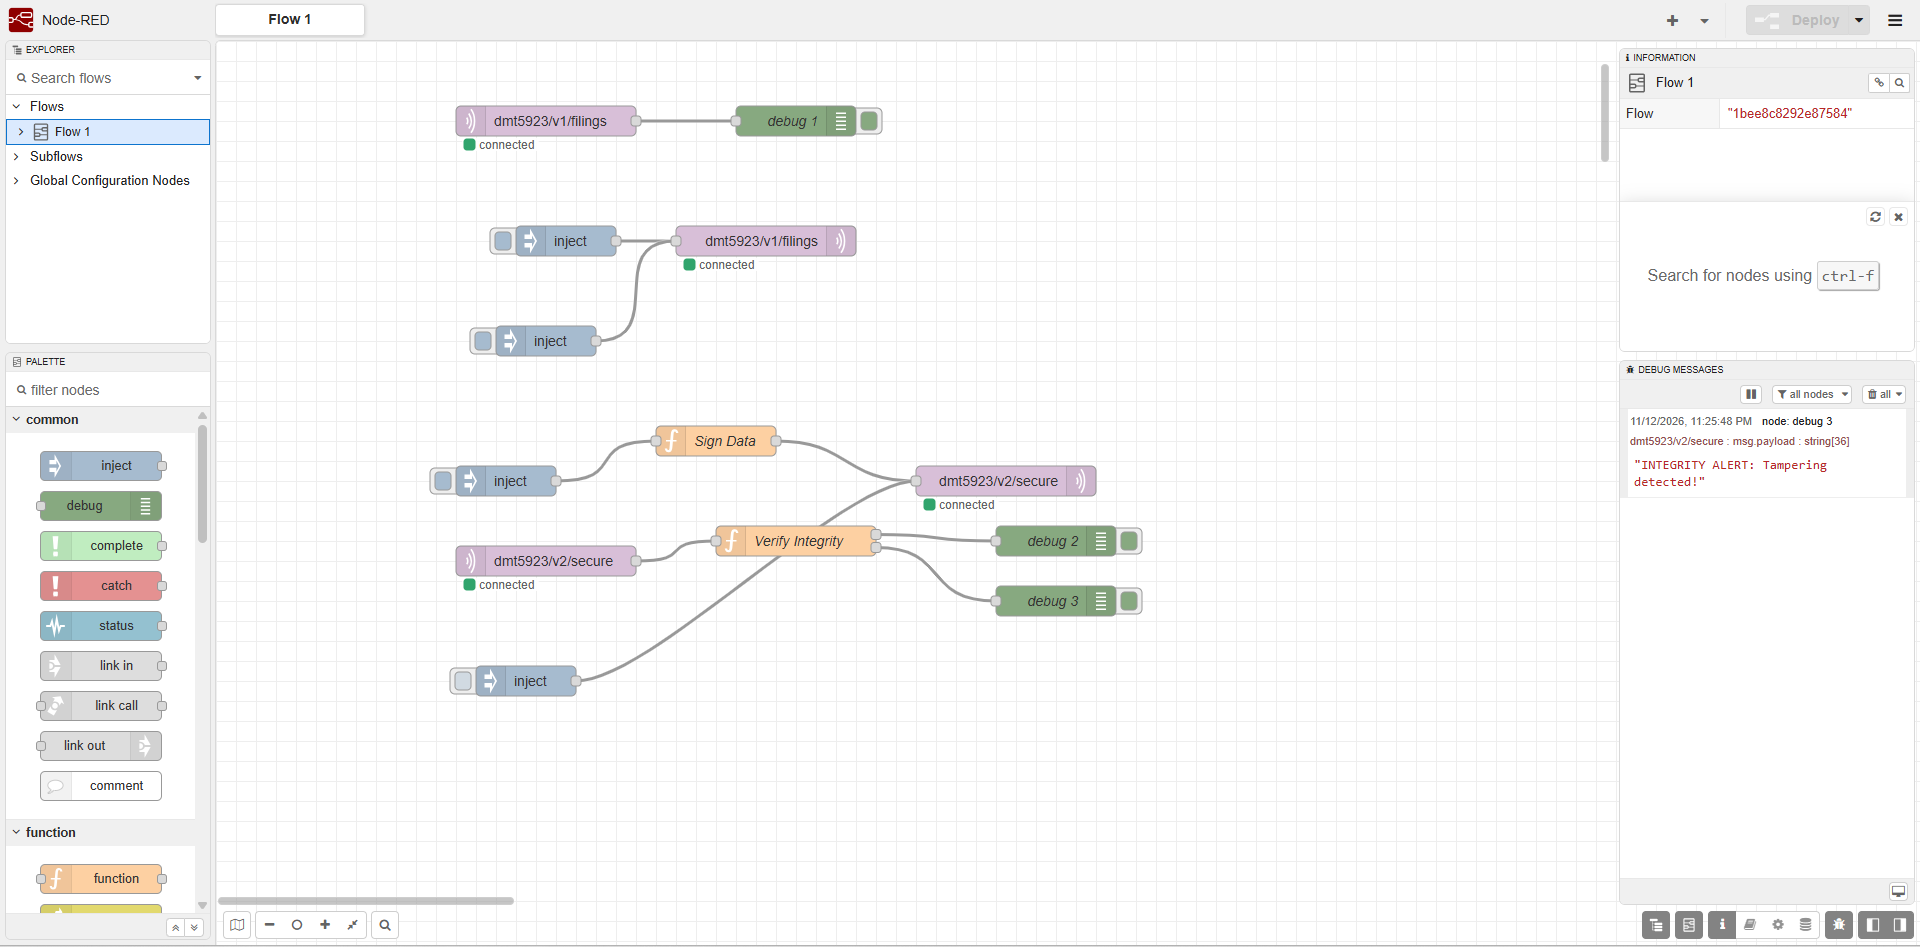 Node-RED
Flow 1
Deploy
EXPLORER
Search flows
Flows
Flow 1
Subflows
Global Configuration Nodes
PALETTE
filter nodes
common
inject
debug
complete
catch
status
link in
link call
link out
comment
function
function
dmt5923/v1/filings
connected
debug 1
inject
dmt5923/v1/filings
connected
inject
Sign Data
inject
dmt5923/v2/secure
connected
Verify Integrity
debug 2
dmt5923/v2/secure
connected
debug 3
inject
INFORMATION
Flow 1
Flow "1bee8c8292e87584"
Search for nodes using ctrl-f
DEBUG MESSAGES
all nodes all
11/12/2026, 11:25:48 PM node: debug 3
dmt5923/v2/secure : msg.payload : string[36]
"INTEGRITY ALERT: Tampering
detected!"